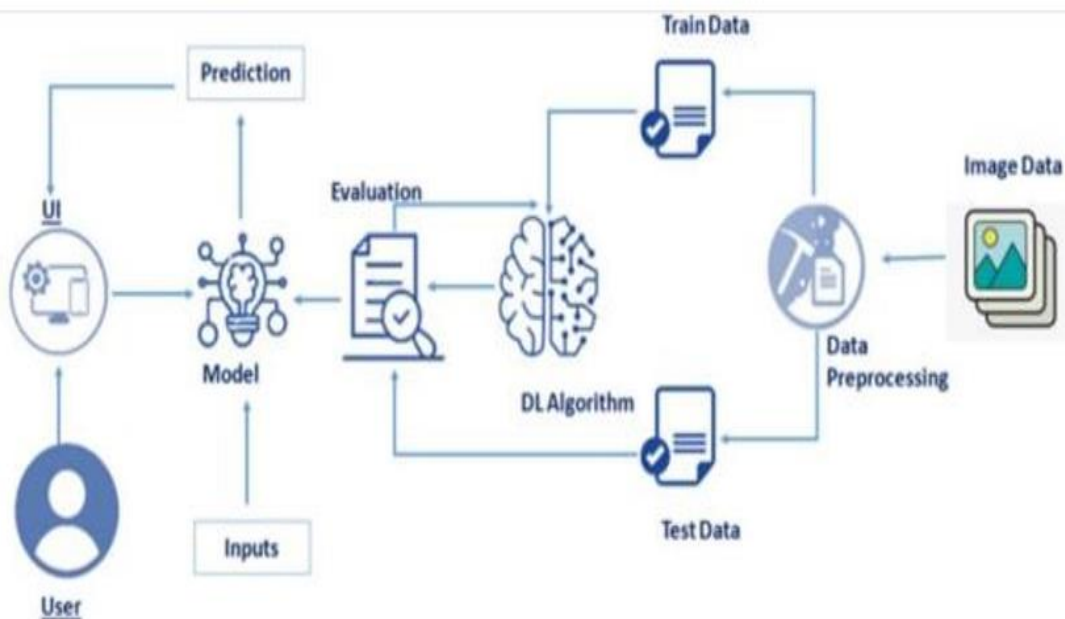 Train Data
Prediction
Image Data
Evaluation
UI
Model
Data
Preprocessing
DL Algorithm
Test Data
Inputs
User